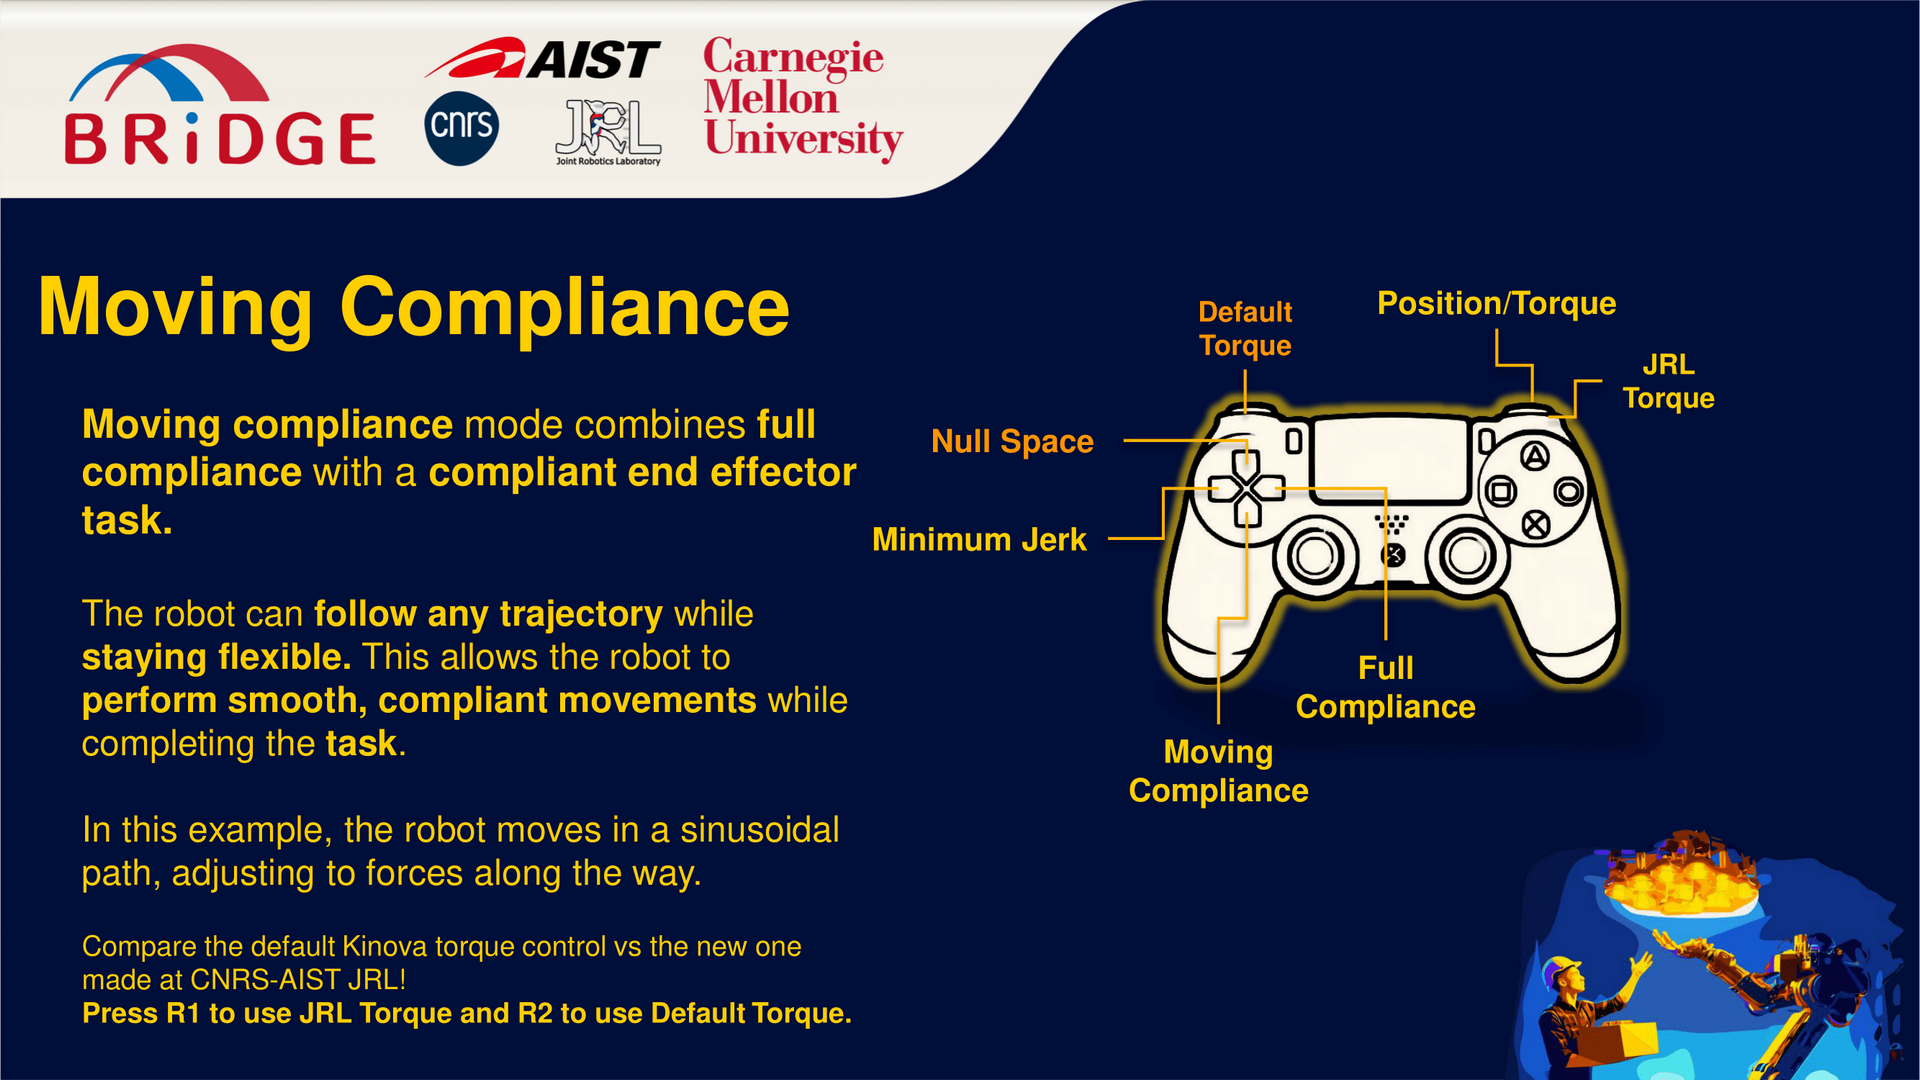 BRiDGE
AIST
cnrs
JRL
Joint Robotics Laboratory
Carnegie
Mellon
University
Moving Compliance
Moving compliance mode combines full
compliance with a compliant end effector
task.
The robot can follow any trajectory while
staying flexible. This allows the robot to
perform smooth, compliant movements while
completing the task.
In this example, the robot moves in a sinusoidal
path, adjusting to forces along the way.
Compare the default Kinova torque control vs the new one
made at CNRS-AIST JRL!
Press R1 to use JRL Torque and R2 to use Default Torque.
Default
Torque
Position/Torque
JRL
Torque
Null Space
Minimum Jerk
A
Full
Compliance
Moving
Compliance